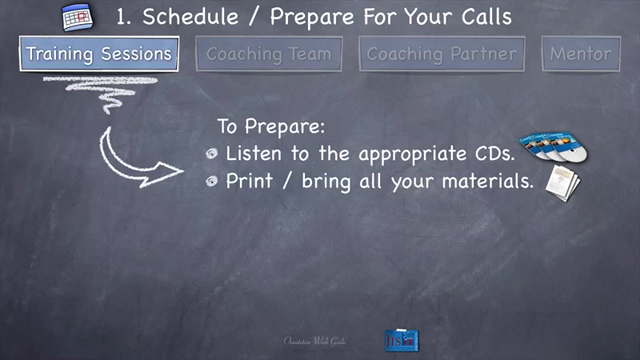 1. Schedule / Prepare For Your Calls
Training Sessions
Coaching Team
Coaching Partner
Mentor
To Prepare:
Listen to the appropriate CDs.
Print / bring all your materials.